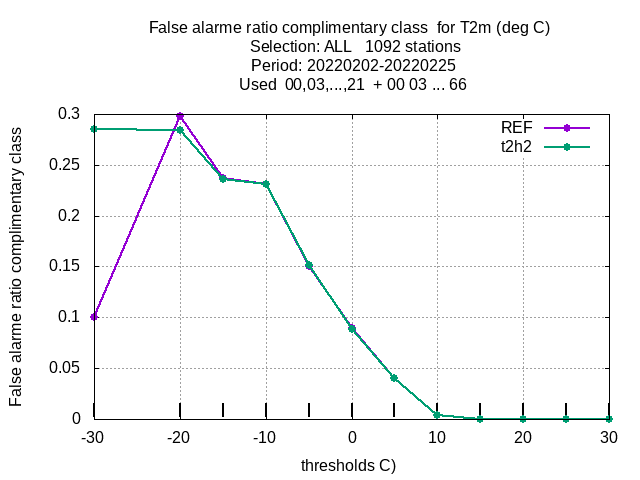 False alarme ratio complimentary class  for T2m (deg C)
Selection: ALL   1092 stations
Period: 20220202-20220225
Used  00,03,...,21  + 00 03 ... 66
False alarme ratio complimentary class
REF
t2h2
0.3
0.25
0.2
0.15
0.1
0.05
0
-30 -20 -10 0 10 20 30
thresholds C)